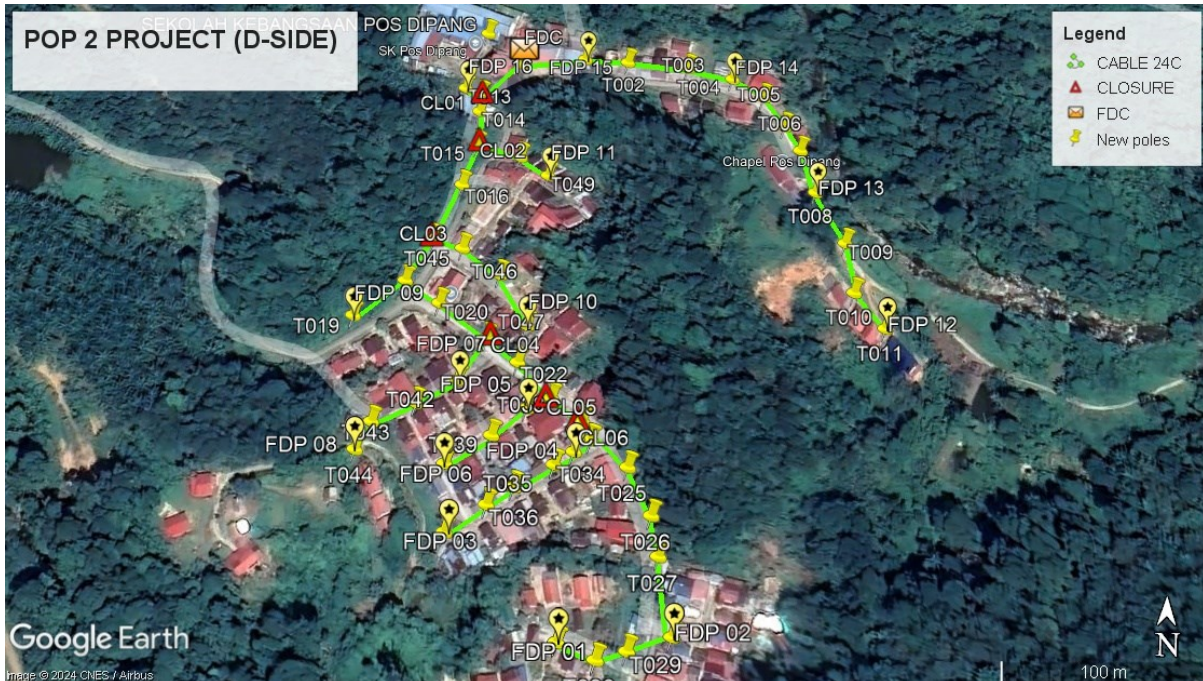 POP 2 PROJECT (D-SIDE)
SEKOLAH KEBANGSAAN POS DIPANG
SK Pos Dipang
FDC
FDP 16
FDP 15
T002
T003
T004
FDP 14
T005
T006
CL01
T014
T015
CL02
FDP 11
T049
T016
Chapel Pos Dipang
FDP 13
T008
T009
CL03
T045
T046
FDP 09
T019
T020
FDP 10
T047
T010
FDP 12
T011
FDP 07
CL04
FDP 05
T022
T042
CL05
CL06
FDP 08
T043
T044
T039
FDP 06
FDP 04
T034
T035
T036
T025
FDP 03
T026
T027
FDP 01
FDP 02
T029
Legend
CABLE 24C
CLOSURE
FDC
New poles
Google Earth
Image © 2024 CNES / Airbus
100 m
N